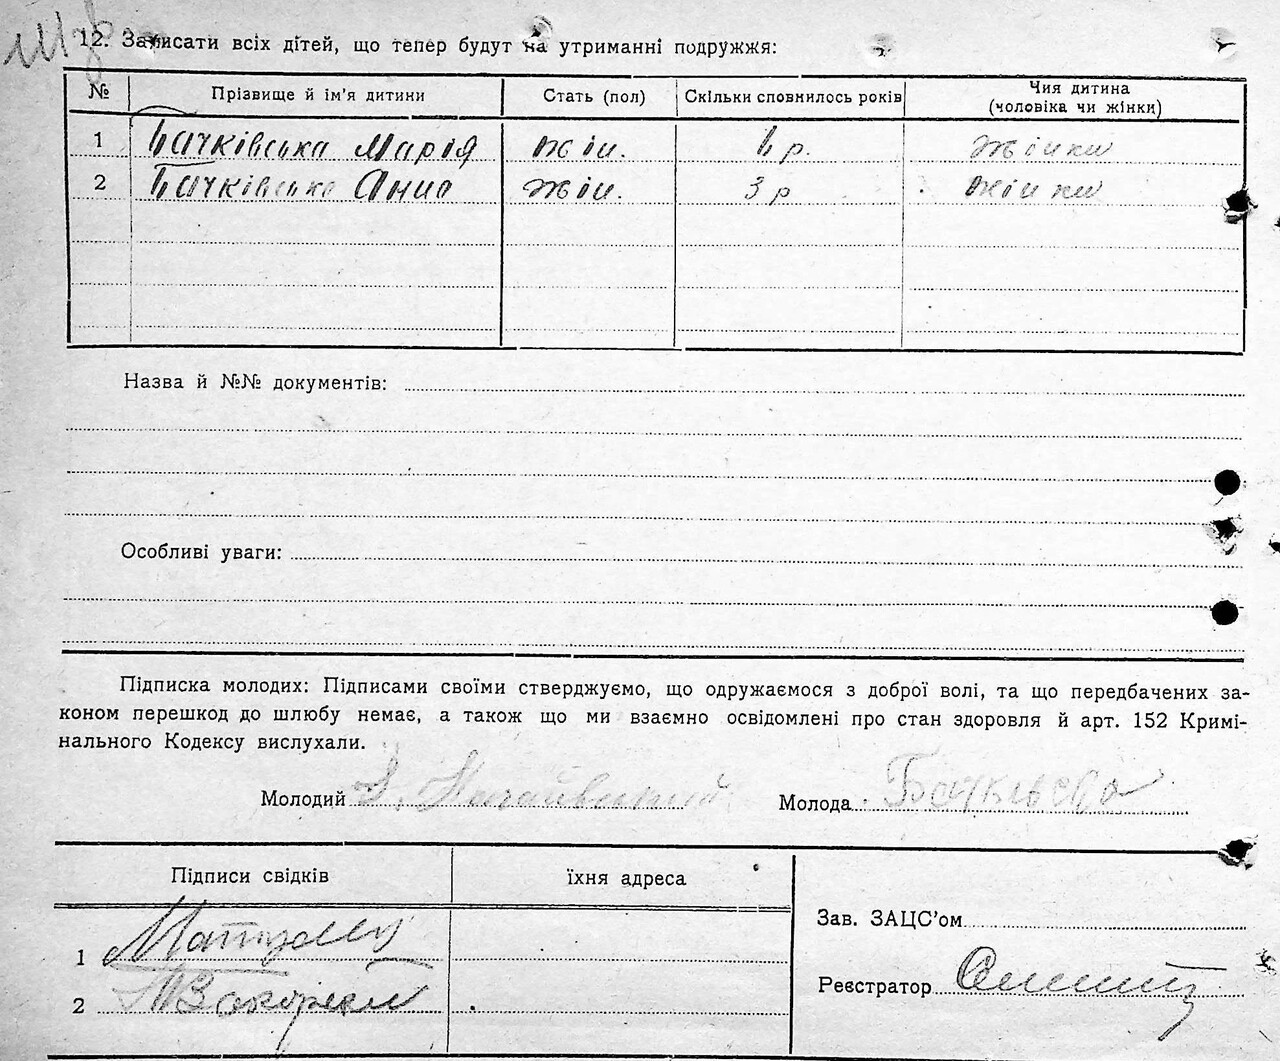 12. Записати всіх дітей, що тепер будут на утриманні подружжя:
№ Прізвище й ім'я дитини Стать (пол) Скільки сповнилось років Чия дитина (чоловіка чи жінки)
1 Бачківська Марія жін. р. жінки
2 Бачківська Анна жін. 3 р жінки
Назва й №№ документів:
Особливі уваги:
Підписка молодих: Підписами своїми стверджуємо, що одружаємося з доброї волі, та що передбачених за-
коном перешкод до шлюбу немає, а також що ми взаємно освідомлені про стан здоровля й арт. 152 Кримі-
нального Кодексу вислухали.
Молодий Молода Бачківска
Підписи свідків їхня адреса
Зав. ЗАЦС'ом
1
Реєстратор
2